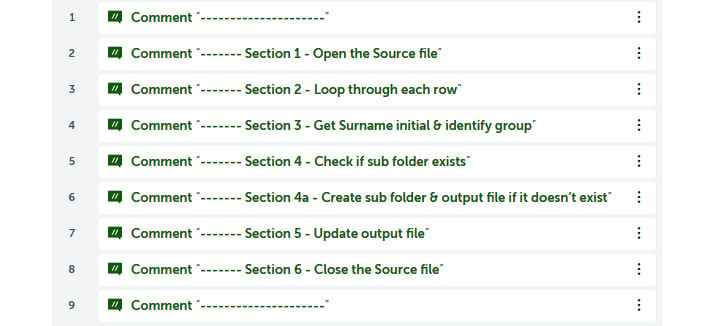 1 Comment "---------------------"
2 Comment "------- Section 1 - Open the Source file"
3 Comment "------- Section 2 - Loop through each row"
4 Comment "------- Section 3 - Get Surname initial & identify group"
5 Comment "------- Section 4 - Check if sub folder exists"
6 Comment "------- Section 4a - Create sub folder & output file if it doesn't exist"
7 Comment "------- Section 5 - Update output file"
8 Comment "------- Section 6 - Close the Source file"
9 Comment "---------------------"